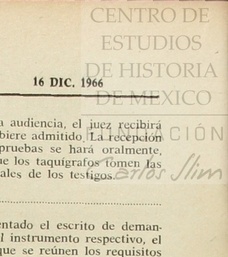 CENTRO DE
ESTUDIOS
DE HISTORIA
DE MEXICO
FUNDACIÓN
Carlos Slim
16 DIC. 1966
a audiencia, el juez recibirá
biere admitido. La recepción
pruebas se hará oralmente,
ue los taquígrafos tomen las
ales de los testigos.
entado el escrito de deman-
l instrumento respectivo, el
que se reúnen los requisitos